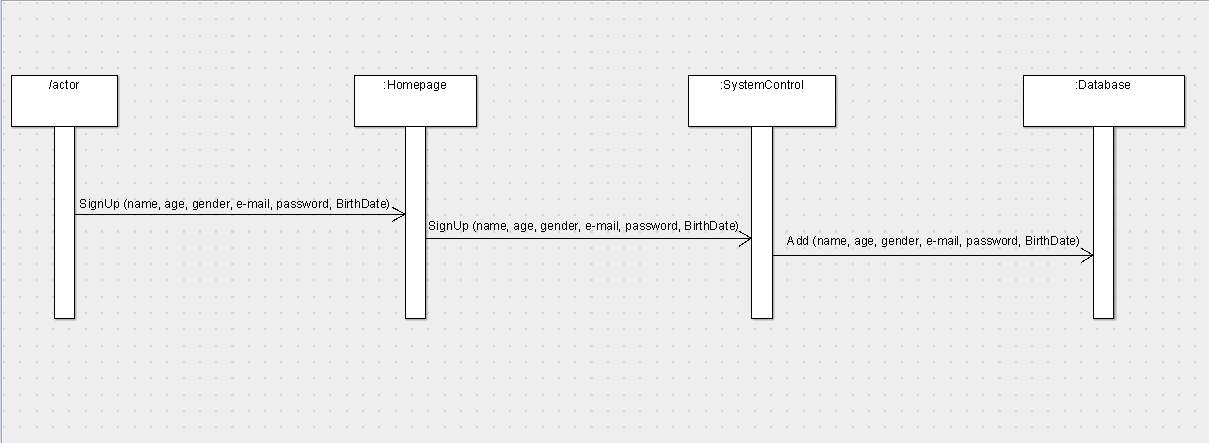 /actor
:Homepage
:SystemControl
:Database
SignUp (name, age, gender, e-mail, password, BirthDate)
SignUp (name, age, gender, e-mail, password, BirthDate)
Add (name, age, gender, e-mail, password, BirthDate)